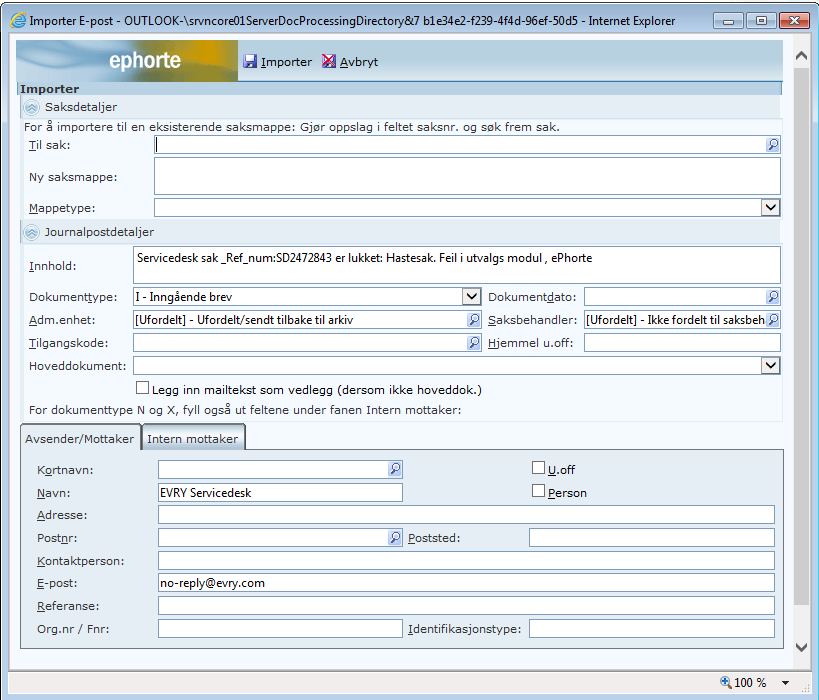 Importer E-post - OUTLOOK-\srvncore01ServerDocProcessingDirectory&7 b1e34e2-f239-4f4d-96ef-50d5 - Internet Explorer
ephorte Importer Avbryt
Importer
Saksdetaljer
For å importere til en eksisterende saksmappe: Gjør oppslag i feltet saksnr. og søk frem sak.
Til sak:
Ny saksmappe:
Mappetype:
Journalpostdetaljer
Innhold: Servicedesk sak _Ref_num:SD2472843 er lukket: Hastesak. Feil i utvalgs modul , ePhorte
Dokumenttype: I - Inngående brev Dokumentdato:
Adm.enhet: [Ufordelt] - Ufordelt/sendt tilbake til arkiv Saksbehandler: [Ufordelt] - Ikke fordelt til saksbeh
Tilgangskode: Hjemmel u.off:
Hoveddokument:
Legg inn mailtekst som vedlegg (dersom ikke hoveddok.)
For dokumenttype N og X, fyll også ut feltene under fanen Intern mottaker:
Avsender/Mottaker Intern mottaker
Kortnavn: U.off
Navn: EVRY Servicedesk Person
Adresse:
Postnr: Poststed:
Kontaktperson:
E-post: no-reply@evry.com
Referanse:
Org.nr / Fnr: Identifikasjonstype:
100 %